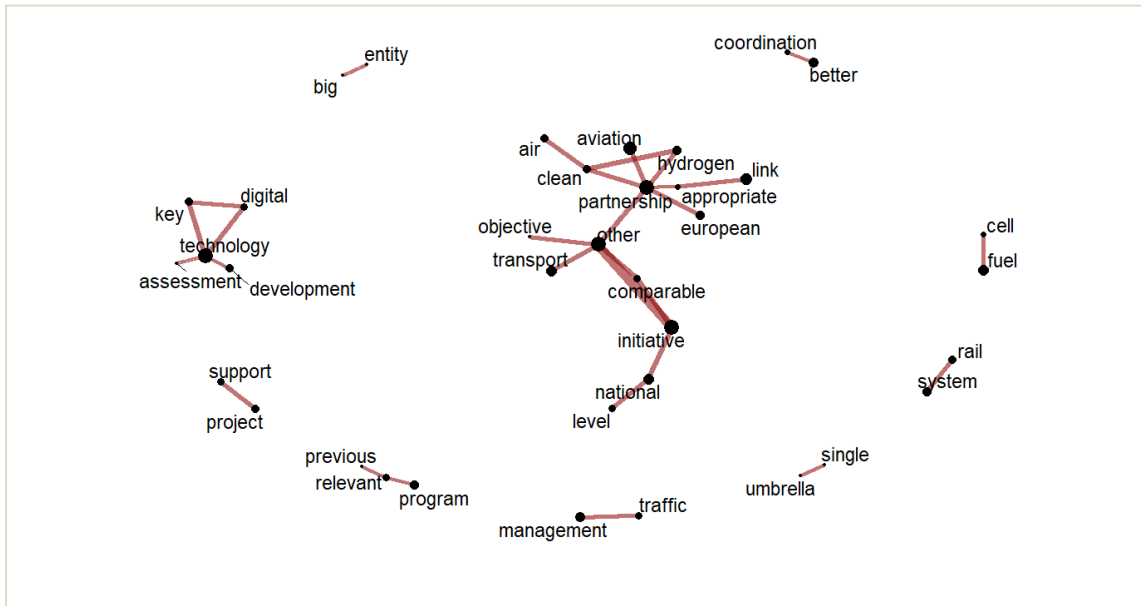 coordination
entity
better
big
aviation
air
hydrogen
link
clean
appropriate
partnership
digital
key
european
objective
other
cell
technology
transport
fuel
assessment
development
comparable
initiative
rail
support
system
national
project
level
previous
single
relevant
umbrella
program
traffic
management